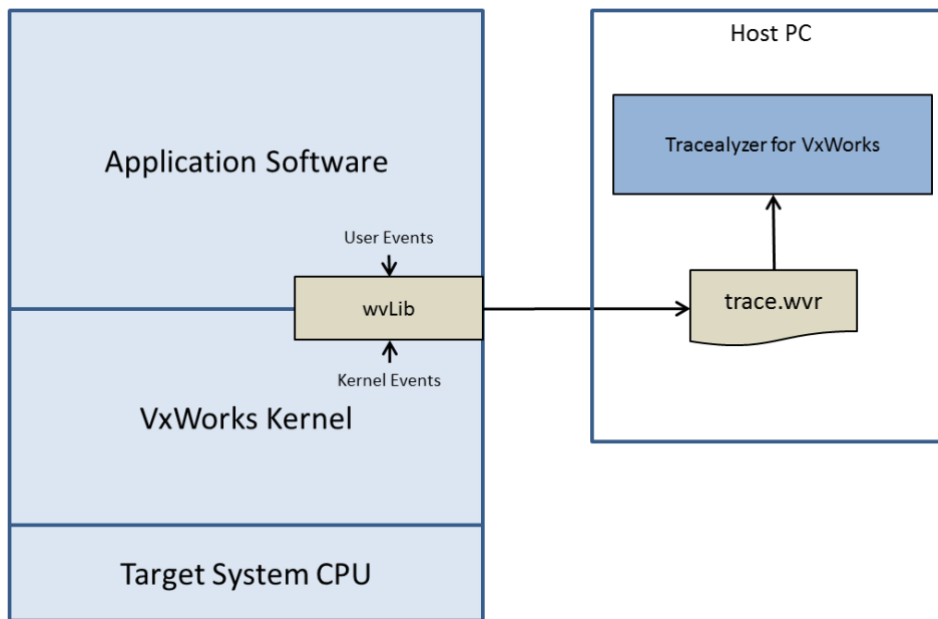 Host PC
Tracealyzer for VxWorks
Application Software
User Events
wvLib
trace.wvr
Kernel Events
VxWorks Kernel
Target System CPU